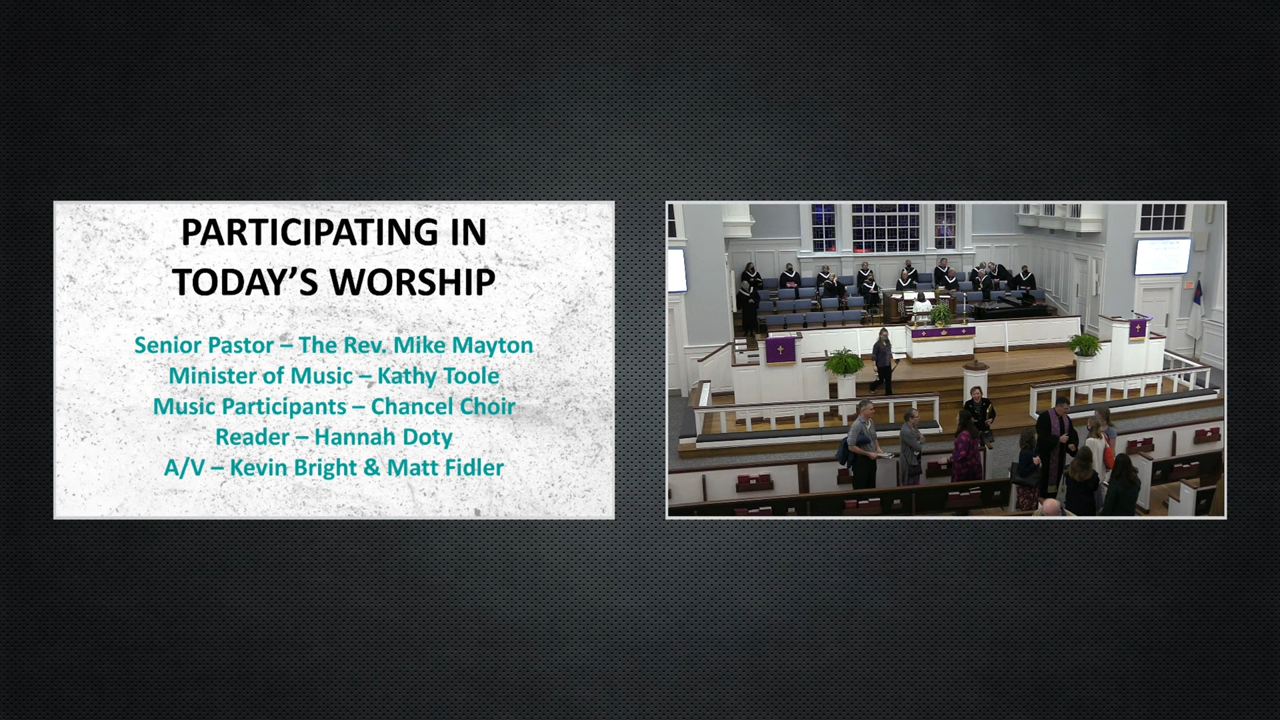 PARTICIPATING IN
TODAY'S WORSHIP
Senior Pastor – The Rev. Mike Mayton
Minister of Music – Kathy Toole
Music Participants – Chancel Choir
Reader – Hannah Doty
A/V – Kevin Bright & Matt Fidler